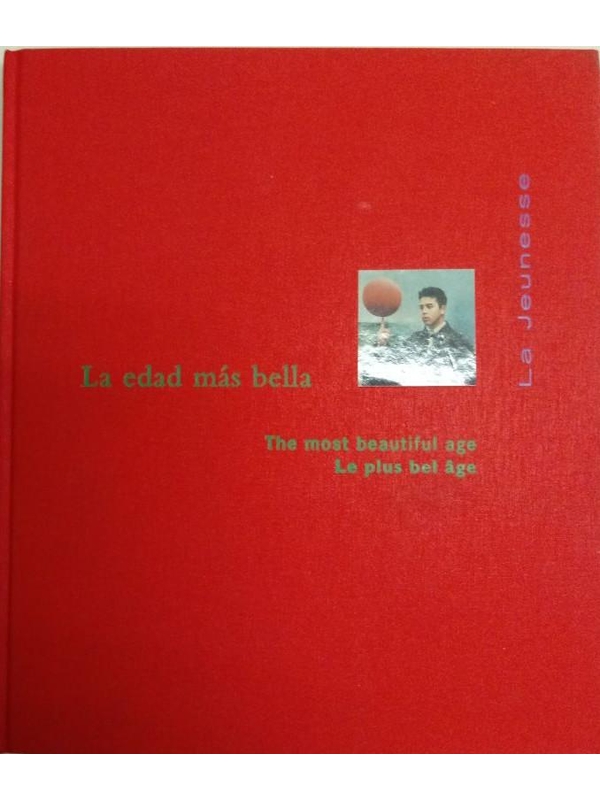 La Jeunesse
La edad más bella
The most beautiful age
Le plus bel âge